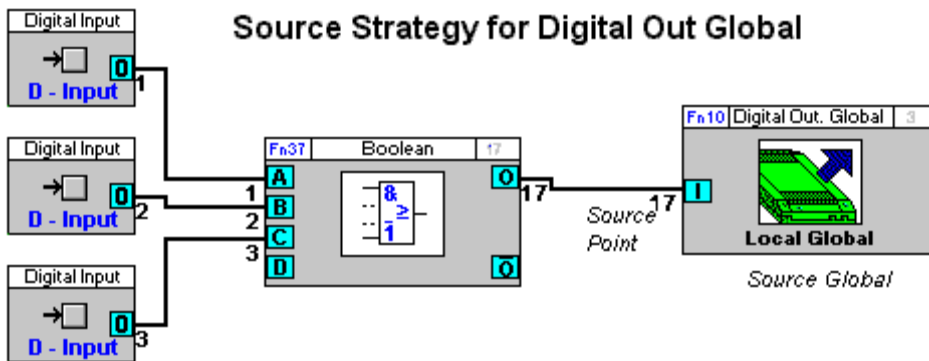 Source Strategy for Digital Out Global
Digital Input
0
1
D - Input
Digital Input
0
2
D - Input
Digital Input
0
3
D - Input
Fn37 Boolean 17
1 A
2 B
3 C
D
&
≥
1
O
17
O
Source
Point
Fn10 Digital Out. Global 3
17 I
Local Global
Source Global